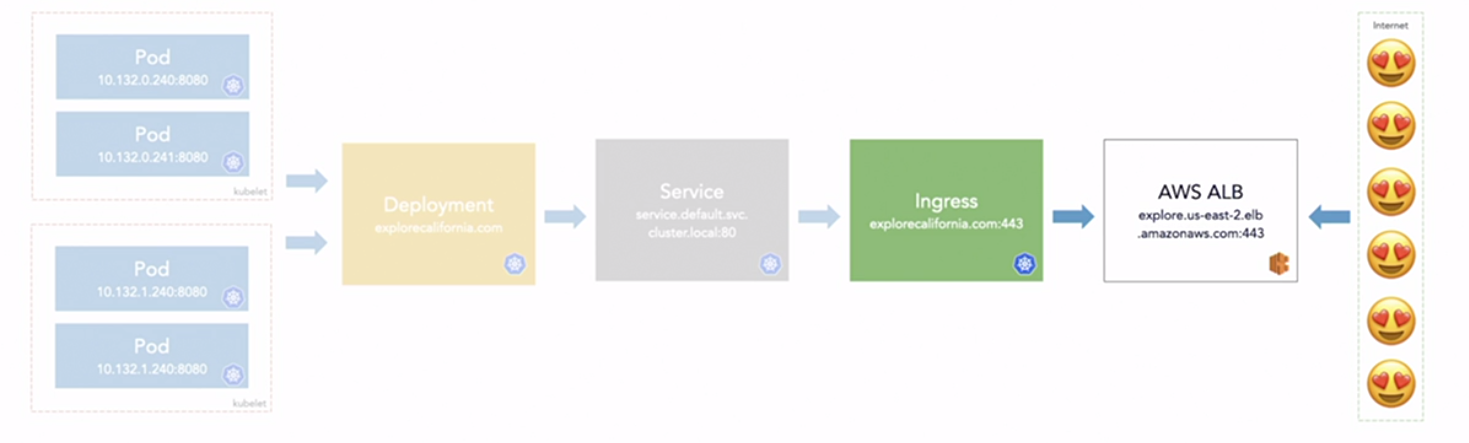 Pod
10.132.0.240:8080
Pod
10.132.0.241:8080
kubelet
Pod
10.132.1.240:8080
Pod
10.132.1.240:8080
kubelet
Deployment
explorecalifornia.com
Service
service.default.svc.
cluster.local:80
Ingress
explorecalifornia.com:443
AWS ALB
explore.us-east-2.elb
.amazonaws.com:443
Internet